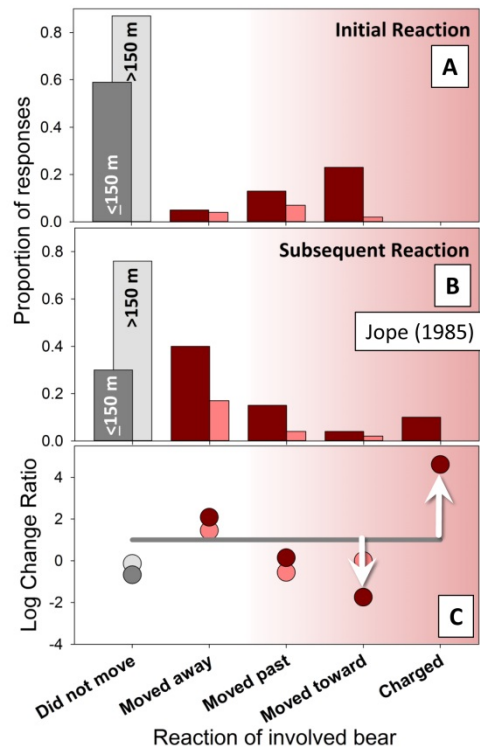 Initial Reaction
A
>150 m
≤150 m
0.8
0.6
0.4
0.2
0.0
Proportion of responses
Subsequent Reaction
B
Jope (1985)
>150 m
≤150 m
0.8
0.6
0.4
0.2
0.0
Log Change Ratio
4
2
0
-2
-4
C
Did not move
Moved away
Moved past
Moved toward
Charged
Reaction of involved bear